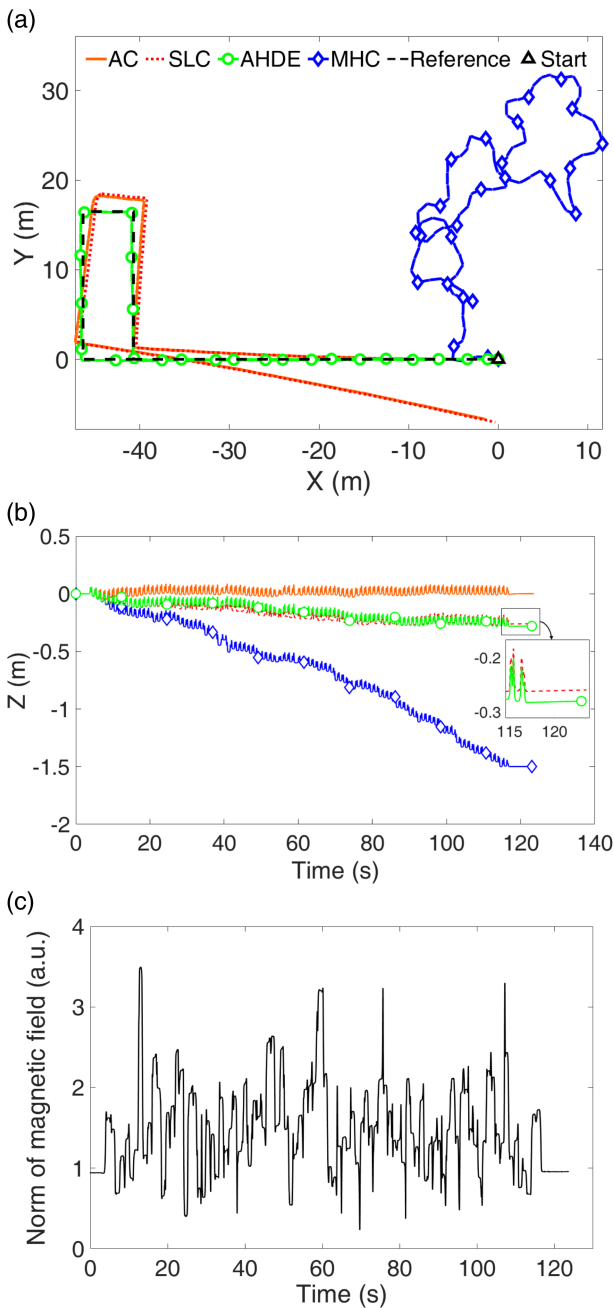 (a)
AC SLC AHDE MHC Reference Start
30
20
10
0
Y (m)
-40 -30 -20 -10 0 10
X (m)
(b)
0.5
0
-0.5
-1
-1.5
-2
Z (m)
-0.2
-0.3
115 120
0 20 40 60 80 100 120 140
Time (s)
(c)
4
3
2
1
0
Norm of magnetic field (a.u.)
0 20 40 60 80 100 120 140
Time (s)